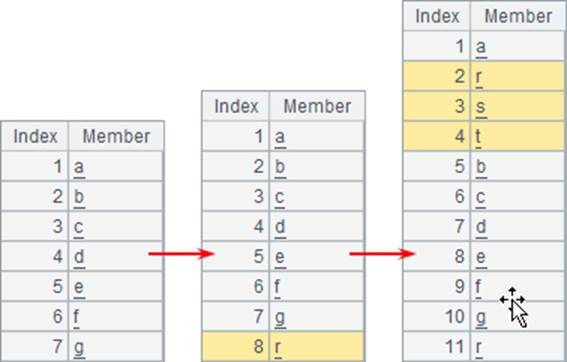 Index Member
1 a
2 b
3 c
4 d
5 e
6 f
7 g
Index Member
1 a
2 b
3 c
4 d
5 e
6 f
7 g
8 r
Index Member
1 a
2 r
3 s
4 t
5 b
6 c
7 d
8 e
9 f
10 g
11 r